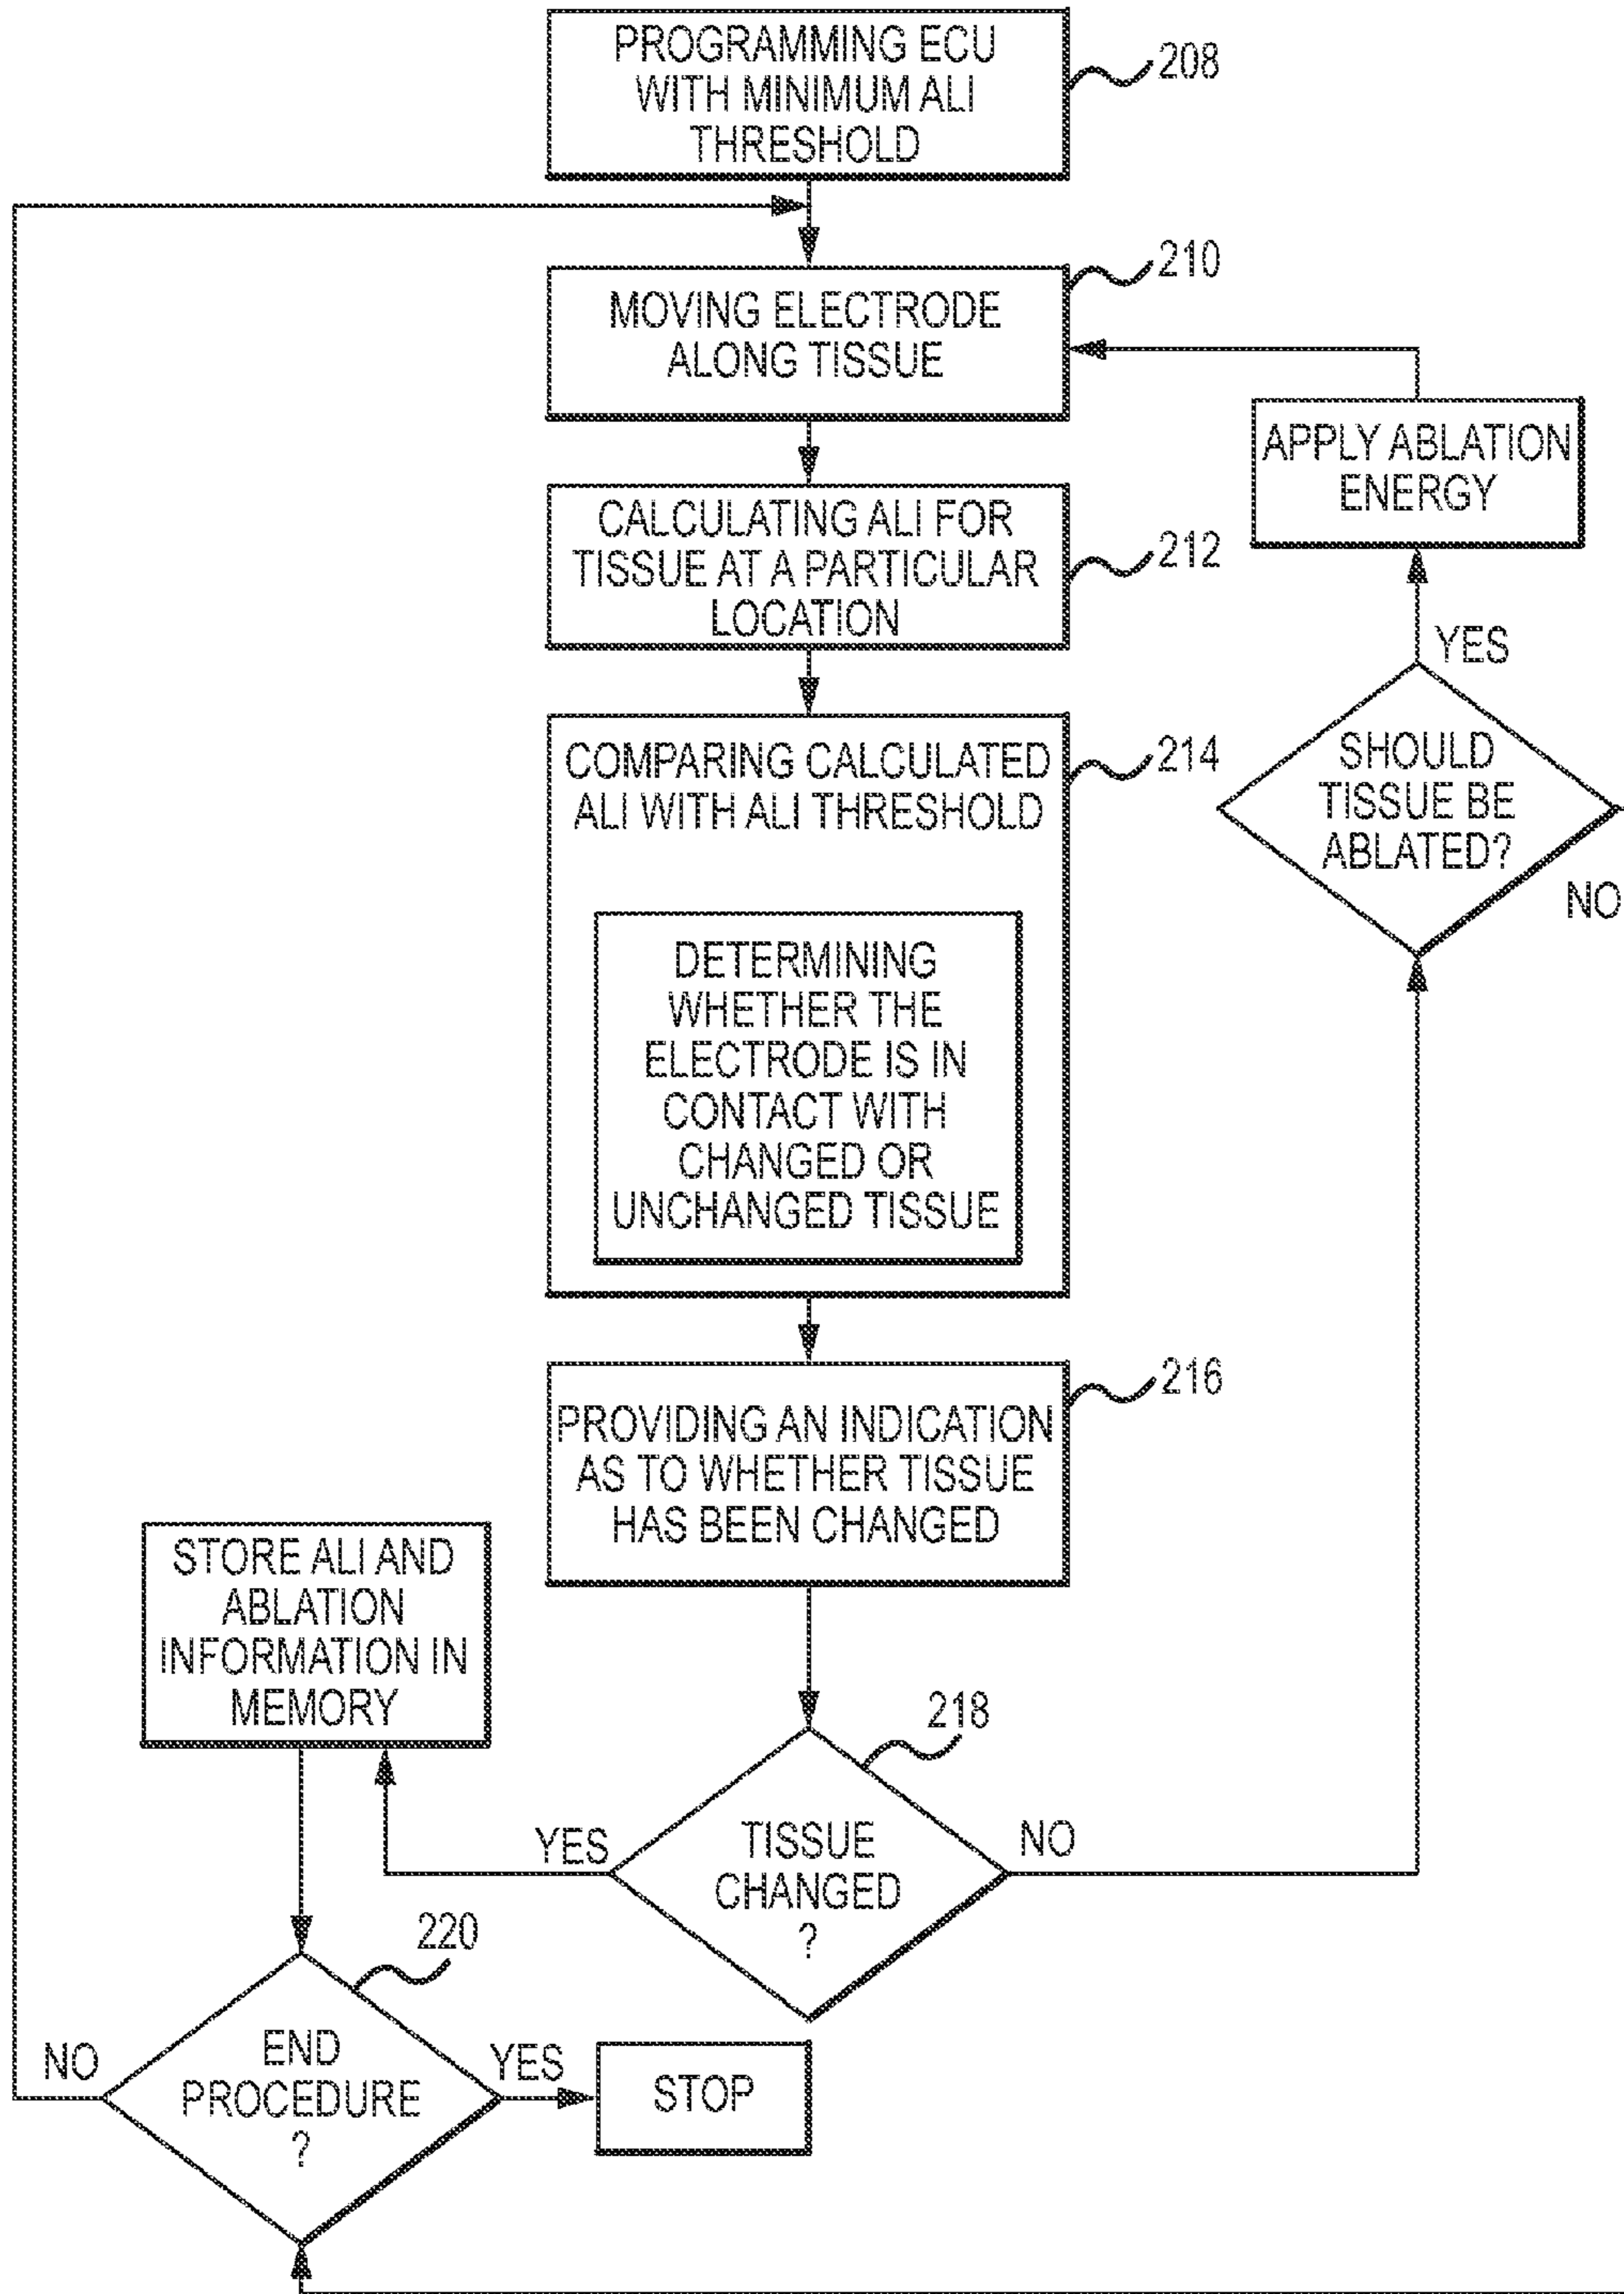 PROGRAMMING ECU
WITH MINIMUM ALI
THRESHOLD
208
MOVING ELECTRODE
ALONG TISSUE
210
CALCULATING ALI FOR
TISSUE AT A PARTICULAR
LOCATION
212
COMPARING CALCULATED
ALI WITH ALI THRESHOLD
214
DETERMINING
WHETHER THE
ELECTRODE IS IN
CONTACT WITH
CHANGED OR
UNCHANGED TISSUE
PROVIDING AN INDICATION
AS TO WHETHER TISSUE
HAS BEEN CHANGED
216
TISSUE
CHANGED
?
218
YES
NO
STORE ALI AND
ABLATION
INFORMATION IN
MEMORY
END
PROCEDURE
?
220
NO
YES
STOP
SHOULD
TISSUE BE
ABLATED?
YES
NO
APPLY ABLATION
ENERGY